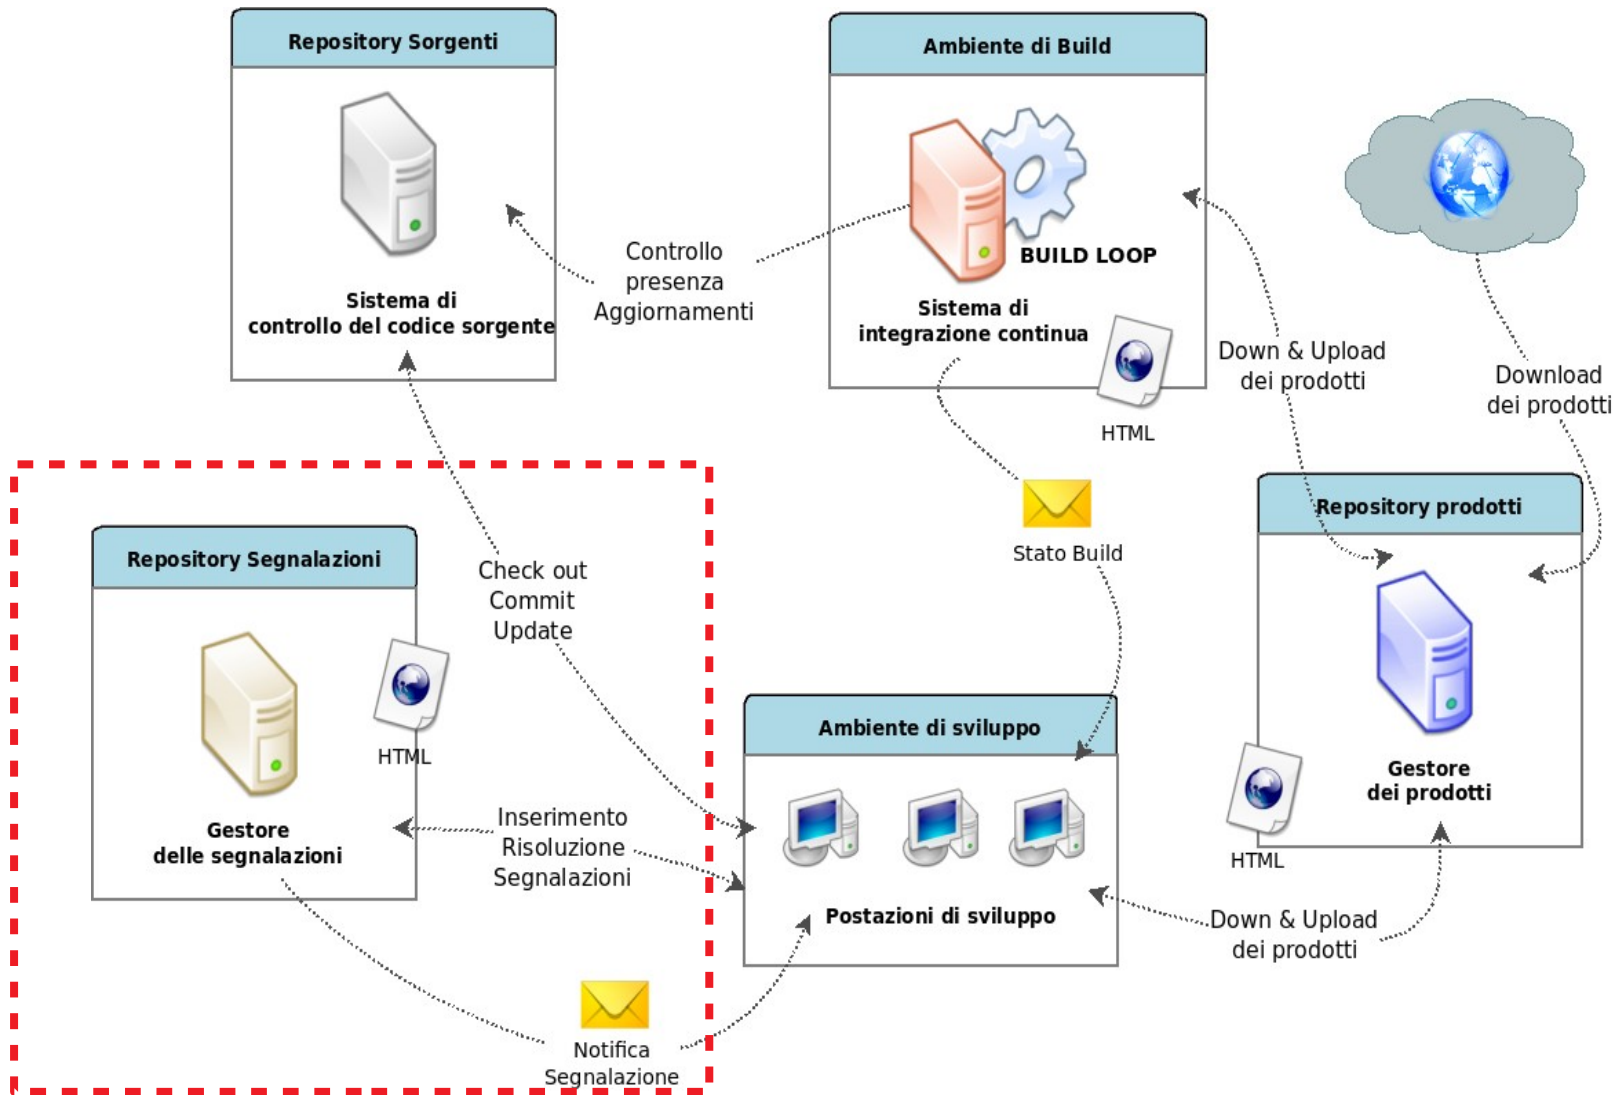 Repository Sorgenti
Sistema di
controllo del codice sorgente
Controllo
presenza
Aggiornamenti
Ambiente di Build
BUILD LOOP
Sistema di
integrazione continua
HTML
Down & Upload
dei prodotti
Download
dei prodotti
Stato Build
Repository prodotti
Gestore
dei prodotti
HTML
Repository Segnalazioni
HTML
Gestore
delle segnalazioni
Check out
Commit
Update
Inserimento
Risoluzione
Segnalazioni
Ambiente di sviluppo
Postazioni di sviluppo
Down & Upload
dei prodotti
Notifica
Segnalazione